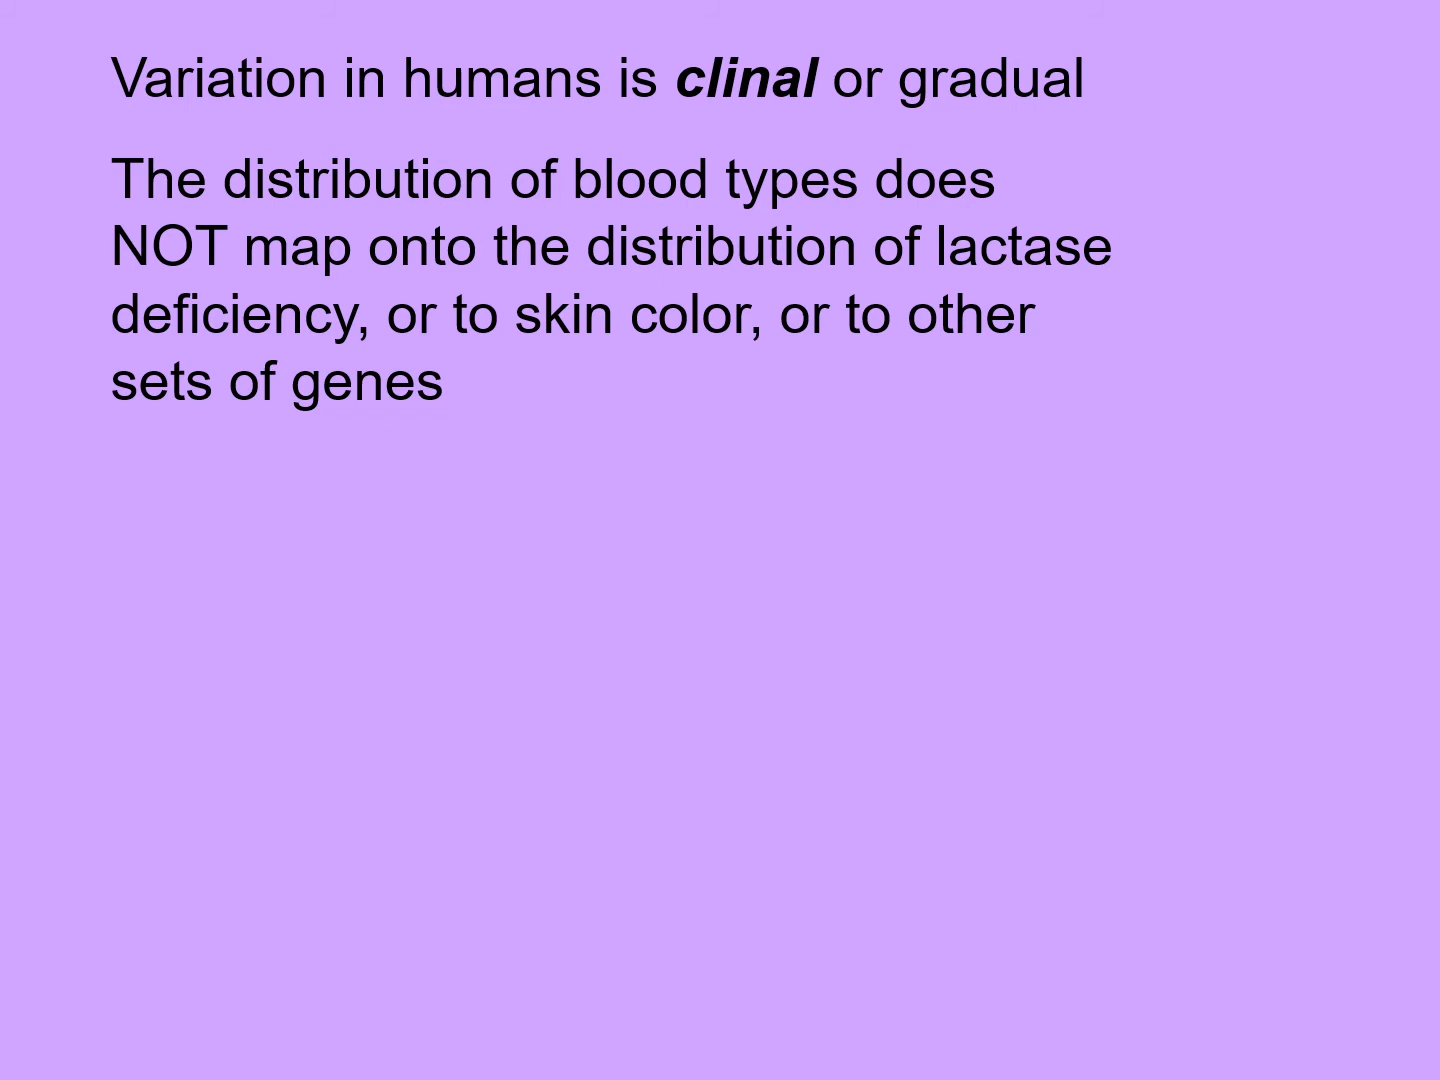 Variation in humans is clinal or gradual
The distribution of blood types does
NOT map onto the distribution of lactase
deficiency, or to skin color, or to other
sets of genes